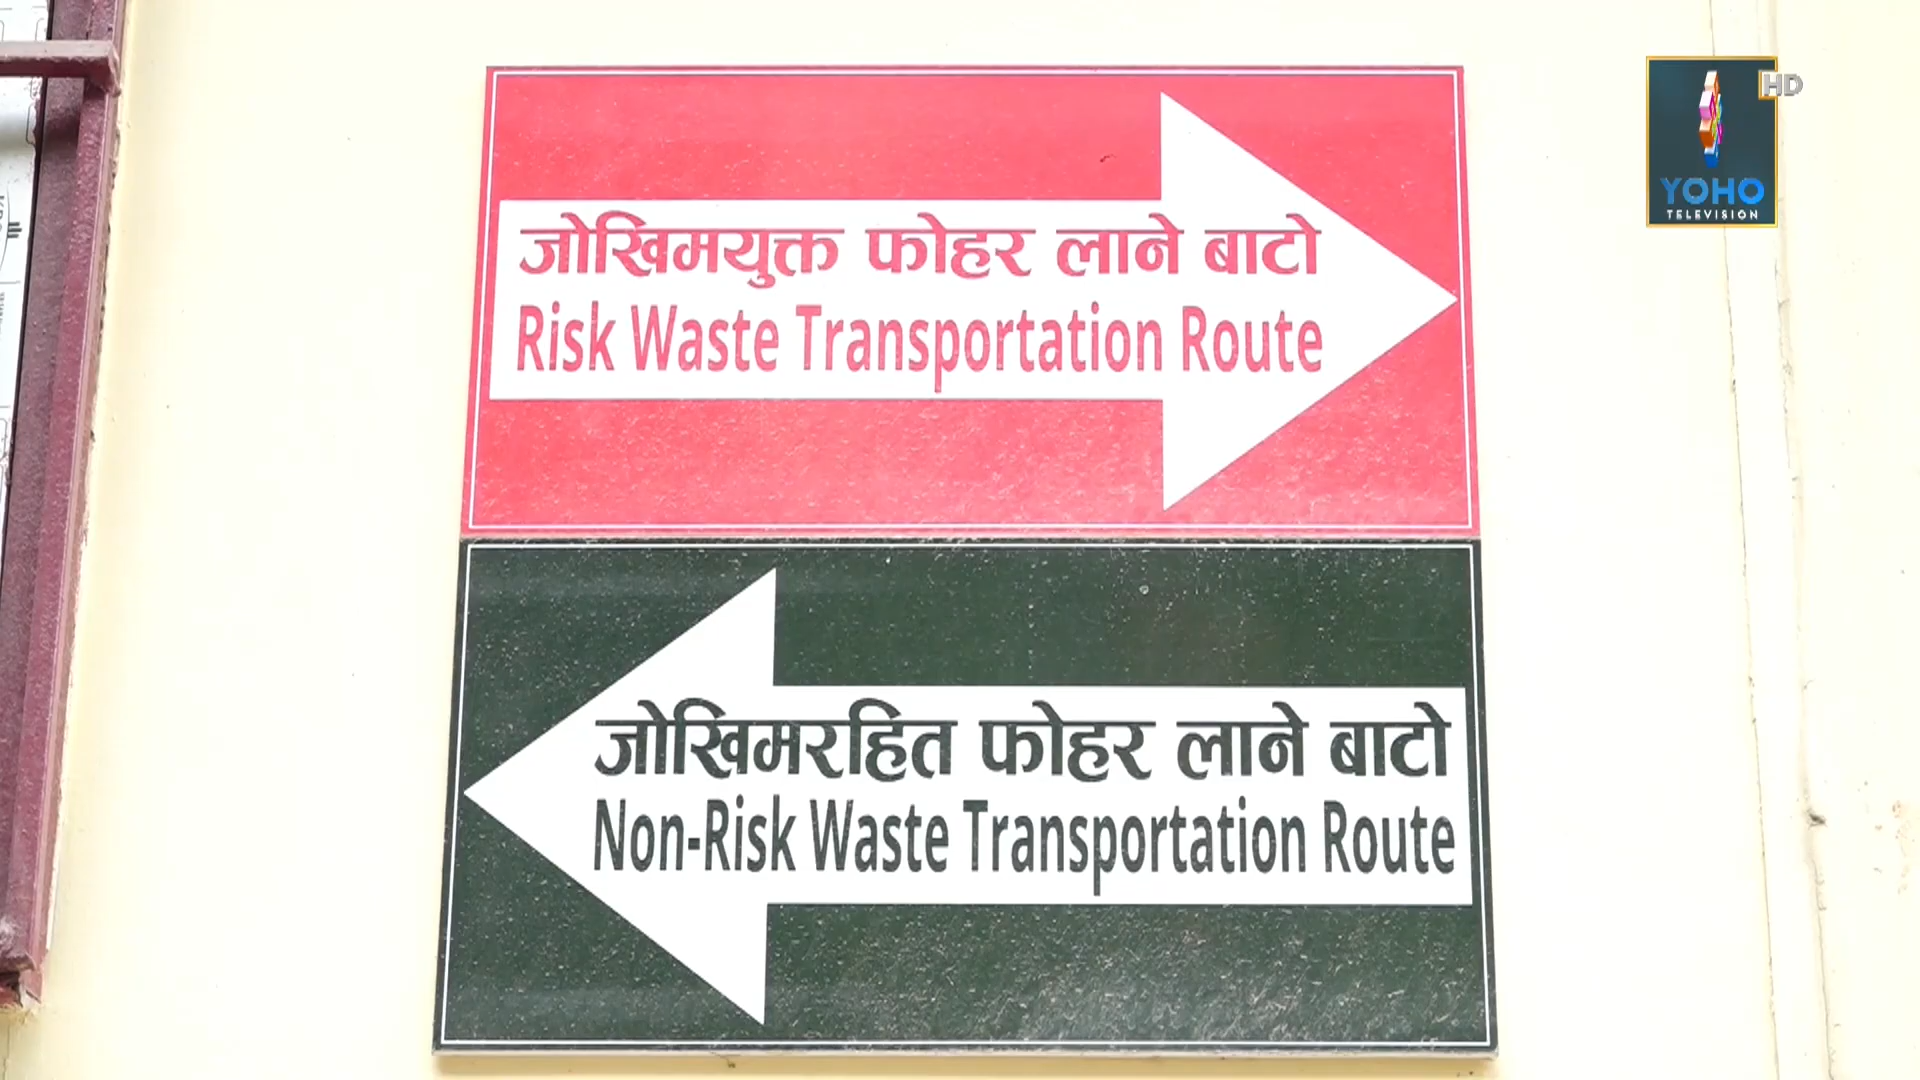 जोखिमयुक्त फोहर लाने बाटो
Risk Waste Transportation Route
जोखिमरहित फोहर लाने बाटो
Non-Risk Waste Transportation Route
HD
YOHO
TELEVISION